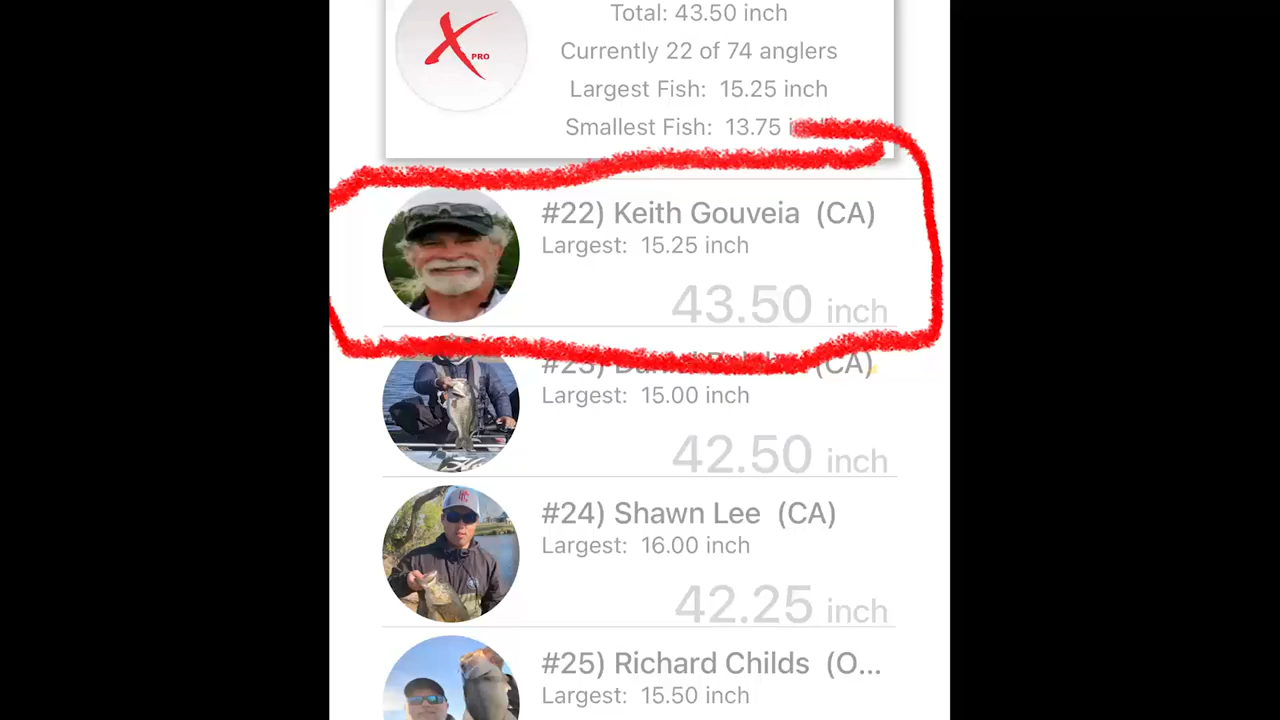 X PRO
Total: 43.50 inch
Currently 22 of 74 anglers
Largest Fish: 15.25 inch
Smallest Fish: 13.75
#22) Keith Gouveia (CA)
Largest: 15.25 inch
43.50 inch
#23) (CA)
Largest: 15.00 inch
42.50 inch
#24) Shawn Lee (CA)
Largest: 16.00 inch
42.25 inch
#25) Richard Childs (O...
Largest: 15.50 inch